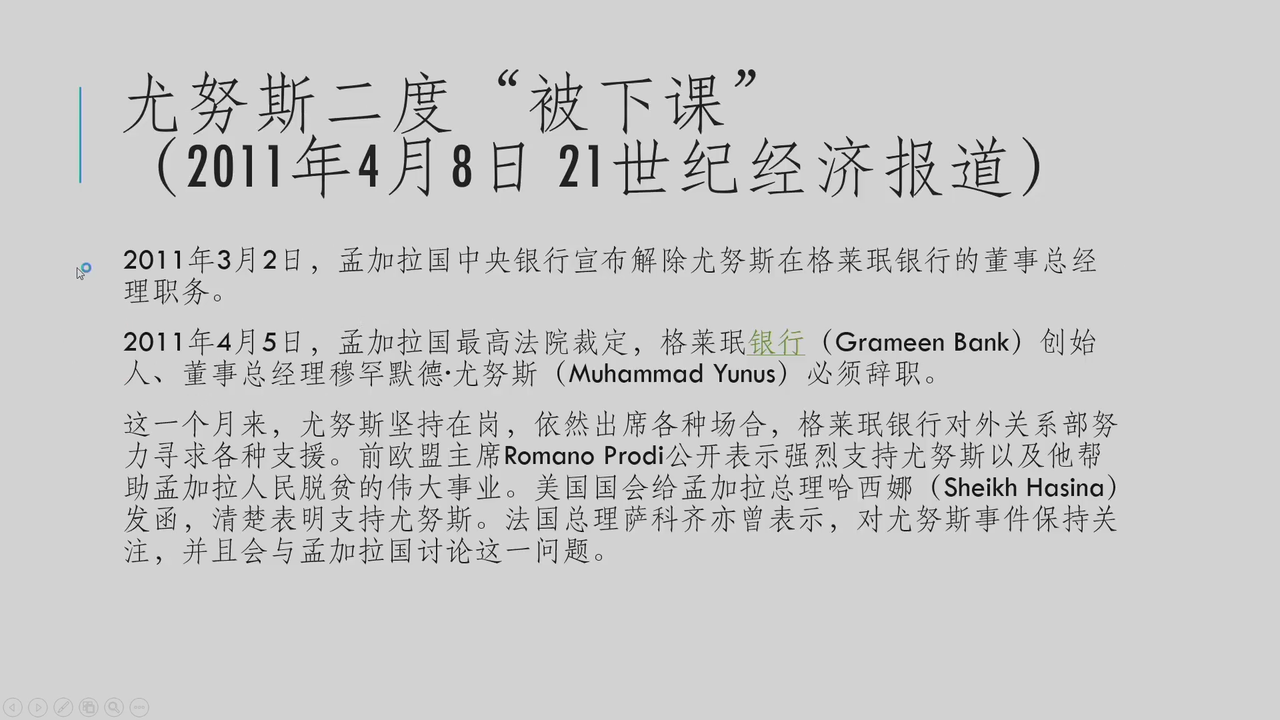 尤努斯二度“被下课”
（2011年4月8日 21世纪经济报道）
2011年3月2日，孟加拉国中央银行宣布解除尤努斯在格莱珉银行的董事总经
理职务。
2011年4月5日，孟加拉国最高法院裁定，格莱珉银行（Grameen Bank）创始
人、董事总经理穆罕默德·尤努斯（Muhammad Yunus）必须辞职。
这一个月来，尤努斯坚持在岗，依然出席各种场合，格莱珉银行对外关系部努
力寻求各种支援。前欧盟主席Romano Prodi公开表示强烈支持尤努斯以及他帮
助孟加拉人民脱贫的伟大事业。美国国会给孟加拉总理哈西娜（Sheikh Hasina）
发函，清楚表明支持尤努斯。法国总理萨科齐亦曾表示，对尤努斯事件保持关
注，并且会与孟加拉国讨论这一问题。